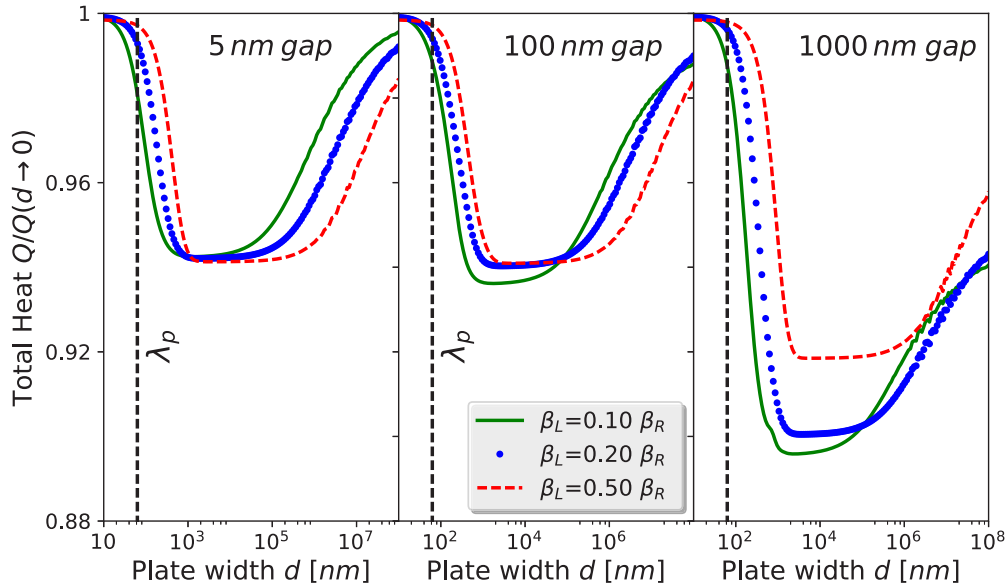 Total Heat Q/Q(d → 0)
1
0.96
0.92
0.88
5 nm gap
100 nm gap
1000 nm gap
λp
λp
βL=0.10 βR
βL=0.20 βR
βL=0.50 βR
10 10³ 10⁵ 10⁷
10² 10⁴ 10⁶
10² 10⁴ 10⁶ 10⁸
Plate width d [nm]
Plate width d [nm]
Plate width d [nm]